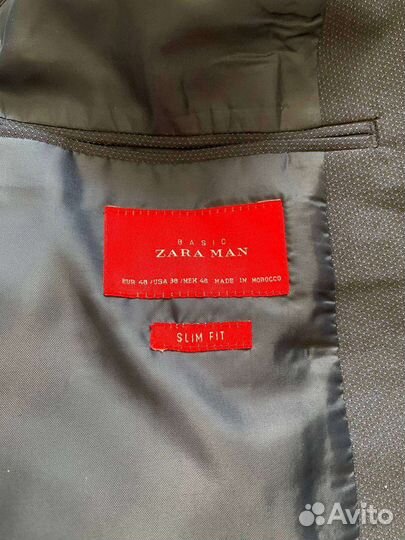 BASIC
ZARA MAN
EUR 48 / USA 38 / MEX 48 MADE IN MOROCCO
SLIM FIT
Avito